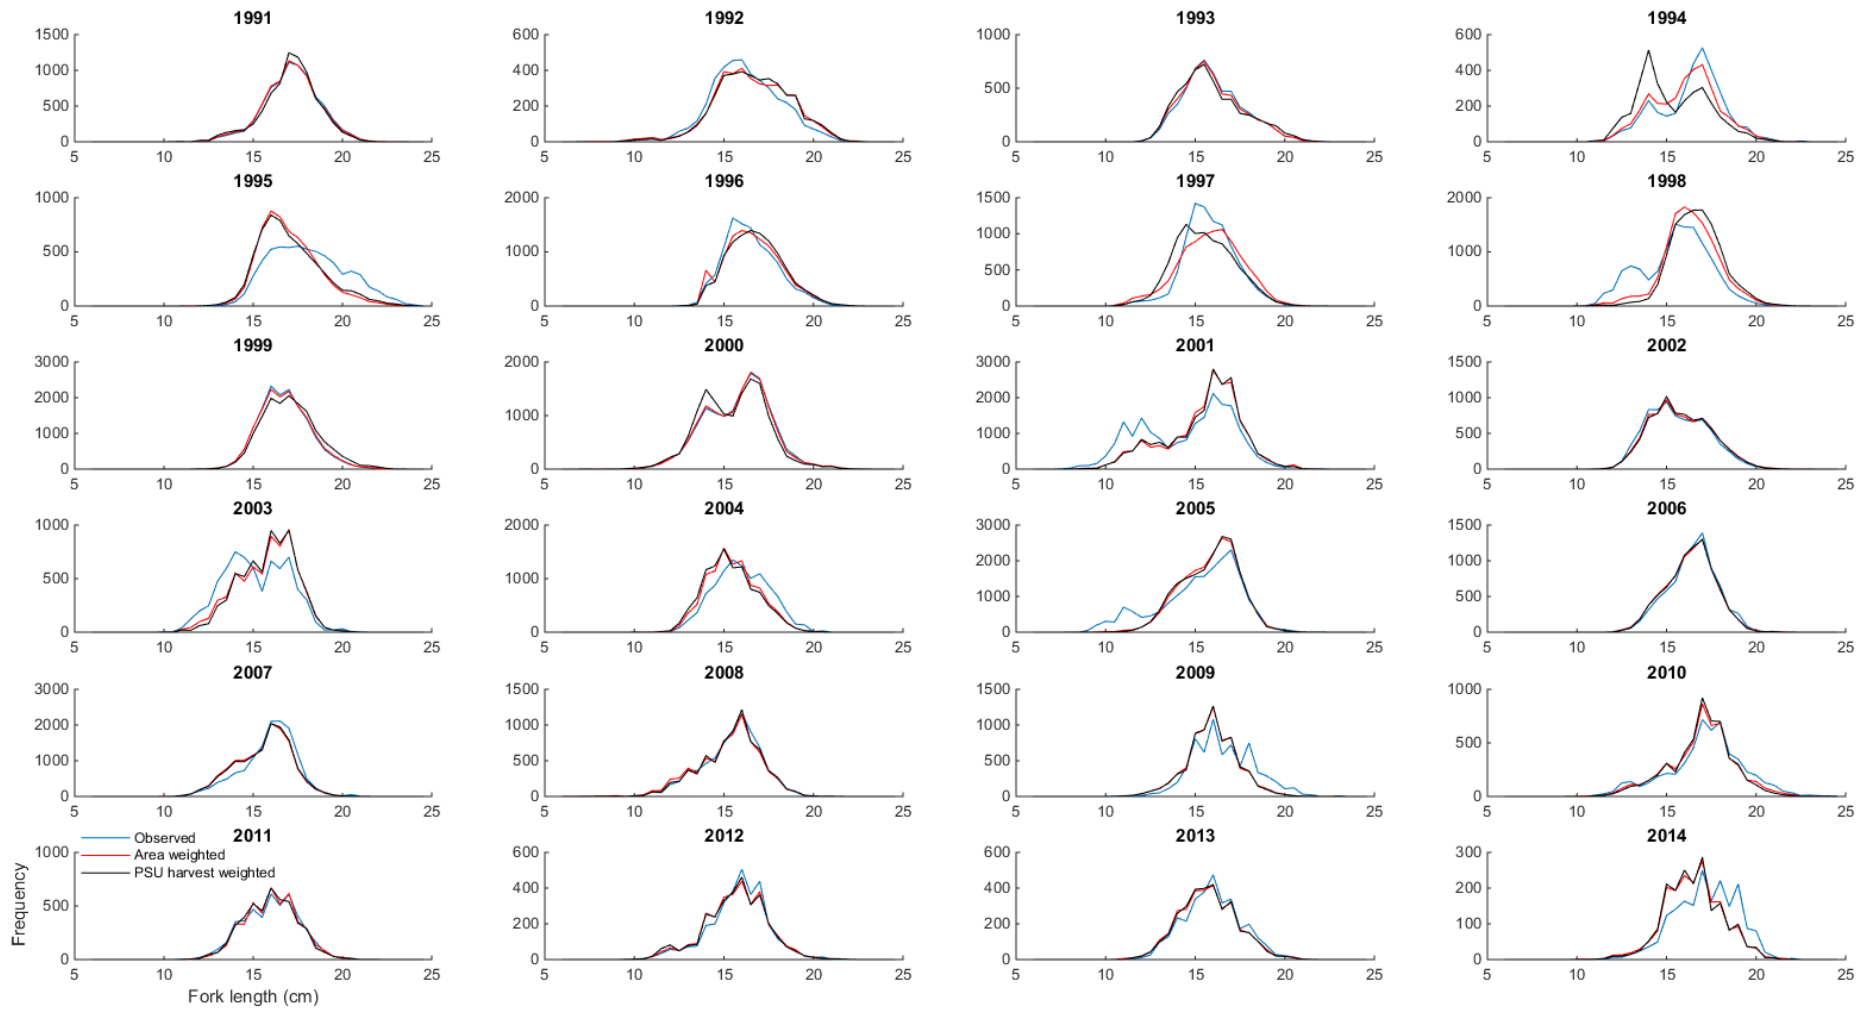 1991 1992 1993 1994
1500 600 1000 600
1000 400 500 400
500 200 0 200
0 0 0
5 10 15 20 25 5 10 15 20 25 5 10 15 20 25 5 10 15 20 25
1995 1996 1997 1998
1000 2000 1500 2000
500 1000 1000 1000
0 0 500 0
0
5 10 15 20 25 5 10 15 20 25 5 10 15 20 25 5 10 15 20 25
1999 2000 2001 2002
3000 2000 3000 1500
2000 1000 2000 1000
1000 0 1000 500
0 0 0
5 10 15 20 25 5 10 15 20 25 5 10 15 20 25 5 10 15 20 25
2003 2004 2005 2006
1000 2000 3000 1500
500 1000 2000 1000
0 0 1000 500
0 0
5 10 15 20 25 5 10 15 20 25 5 10 15 20 25 5 10 15 20 25
2007 2008 2009 2010
3000 1500 1500 1000
2000 1000 1000 500
1000 500 500 0
0 0 0
5 10 15 20 25 5 10 15 20 25 5 10 15 20 25 5 10 15 20 25
2011 2012 2013 2014
Observed
Area weighted
PSU harvest weighted
1000 600 600 300
500 400 400 200
0 200 200 100
0 0 0
5 10 15 20 25 5 10 15 20 25 5 10 15 20 25 5 10 15 20 25
Frequency
Fork length (cm)